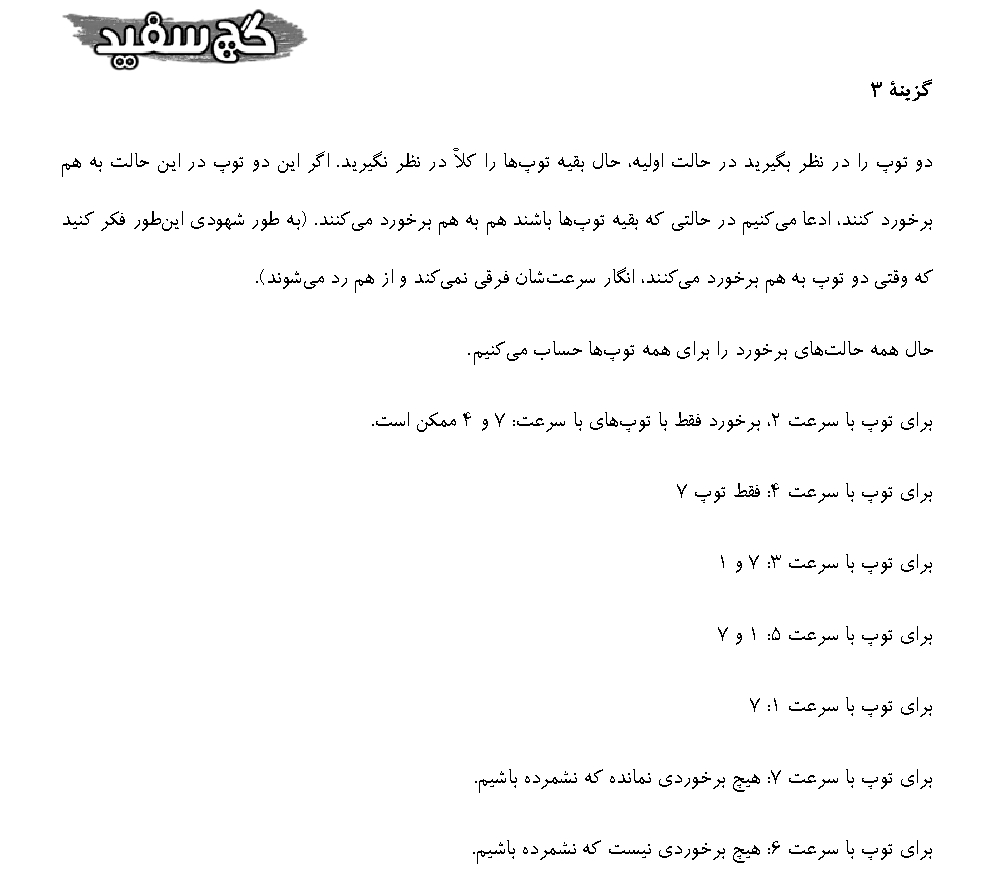 گچ سفید
گزینهٔ ۳
دو توپ را در نظر بگیرید در حالت اولیه، حال بقیه توپ‌ها را کلاً در نظر نگیرید. اگر این دو توپ در این حالت به هم
برخورد کنند، ادعا می‌کنیم در حالتی که بقیه توپ‌ها باشند هم به هم برخورد می‌کنند. (به طور شهودی این‌طور فکر کنید
که وقتی دو توپ به هم برخورد می‌کنند، انگار سرعت‌شان فرقی نمی‌کند و از هم رد می‌شوند).
حال همه حالت‌های برخورد را برای همه توپ‌ها حساب می‌کنیم.
برای توپ با سرعت ۲، برخورد فقط با توپ‌های با سرعت: ۷ و ۴ ممکن است.
برای توپ با سرعت ۴: فقط توپ ۷
برای توپ با سرعت ۳: ۷ و ۱
برای توپ با سرعت ۵: ۱ و ۷
برای توپ با سرعت ۱: ۷
برای توپ با سرعت ۷: هیچ برخوردی نمانده که نشمرده باشیم.
برای توپ با سرعت ۶: هیچ برخوردی نیست که نشمرده باشیم.